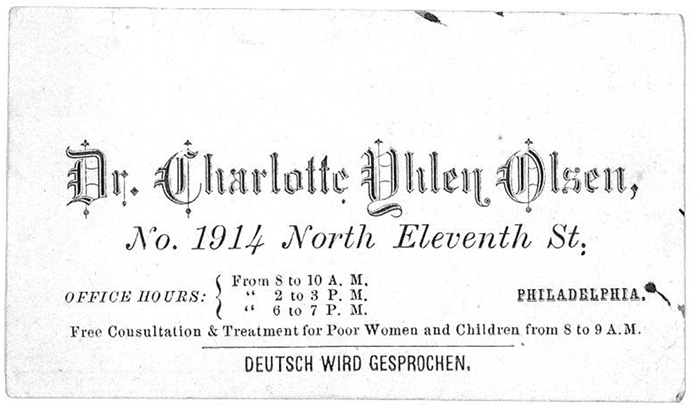 Dr. Charlotte Yhlen Olsen,
No. 1914 North Eleventh St.
OFFICE HOURS: { From 8 to 10 A. M.
“ 2 to 3 P. M.
“ 6 to 7 P. M.
PHILADELPHIA.
Free Consultation & Treatment for Poor Women and Children from 8 to 9 A.M.
DEUTSCH WIRD GESPROCHEN.